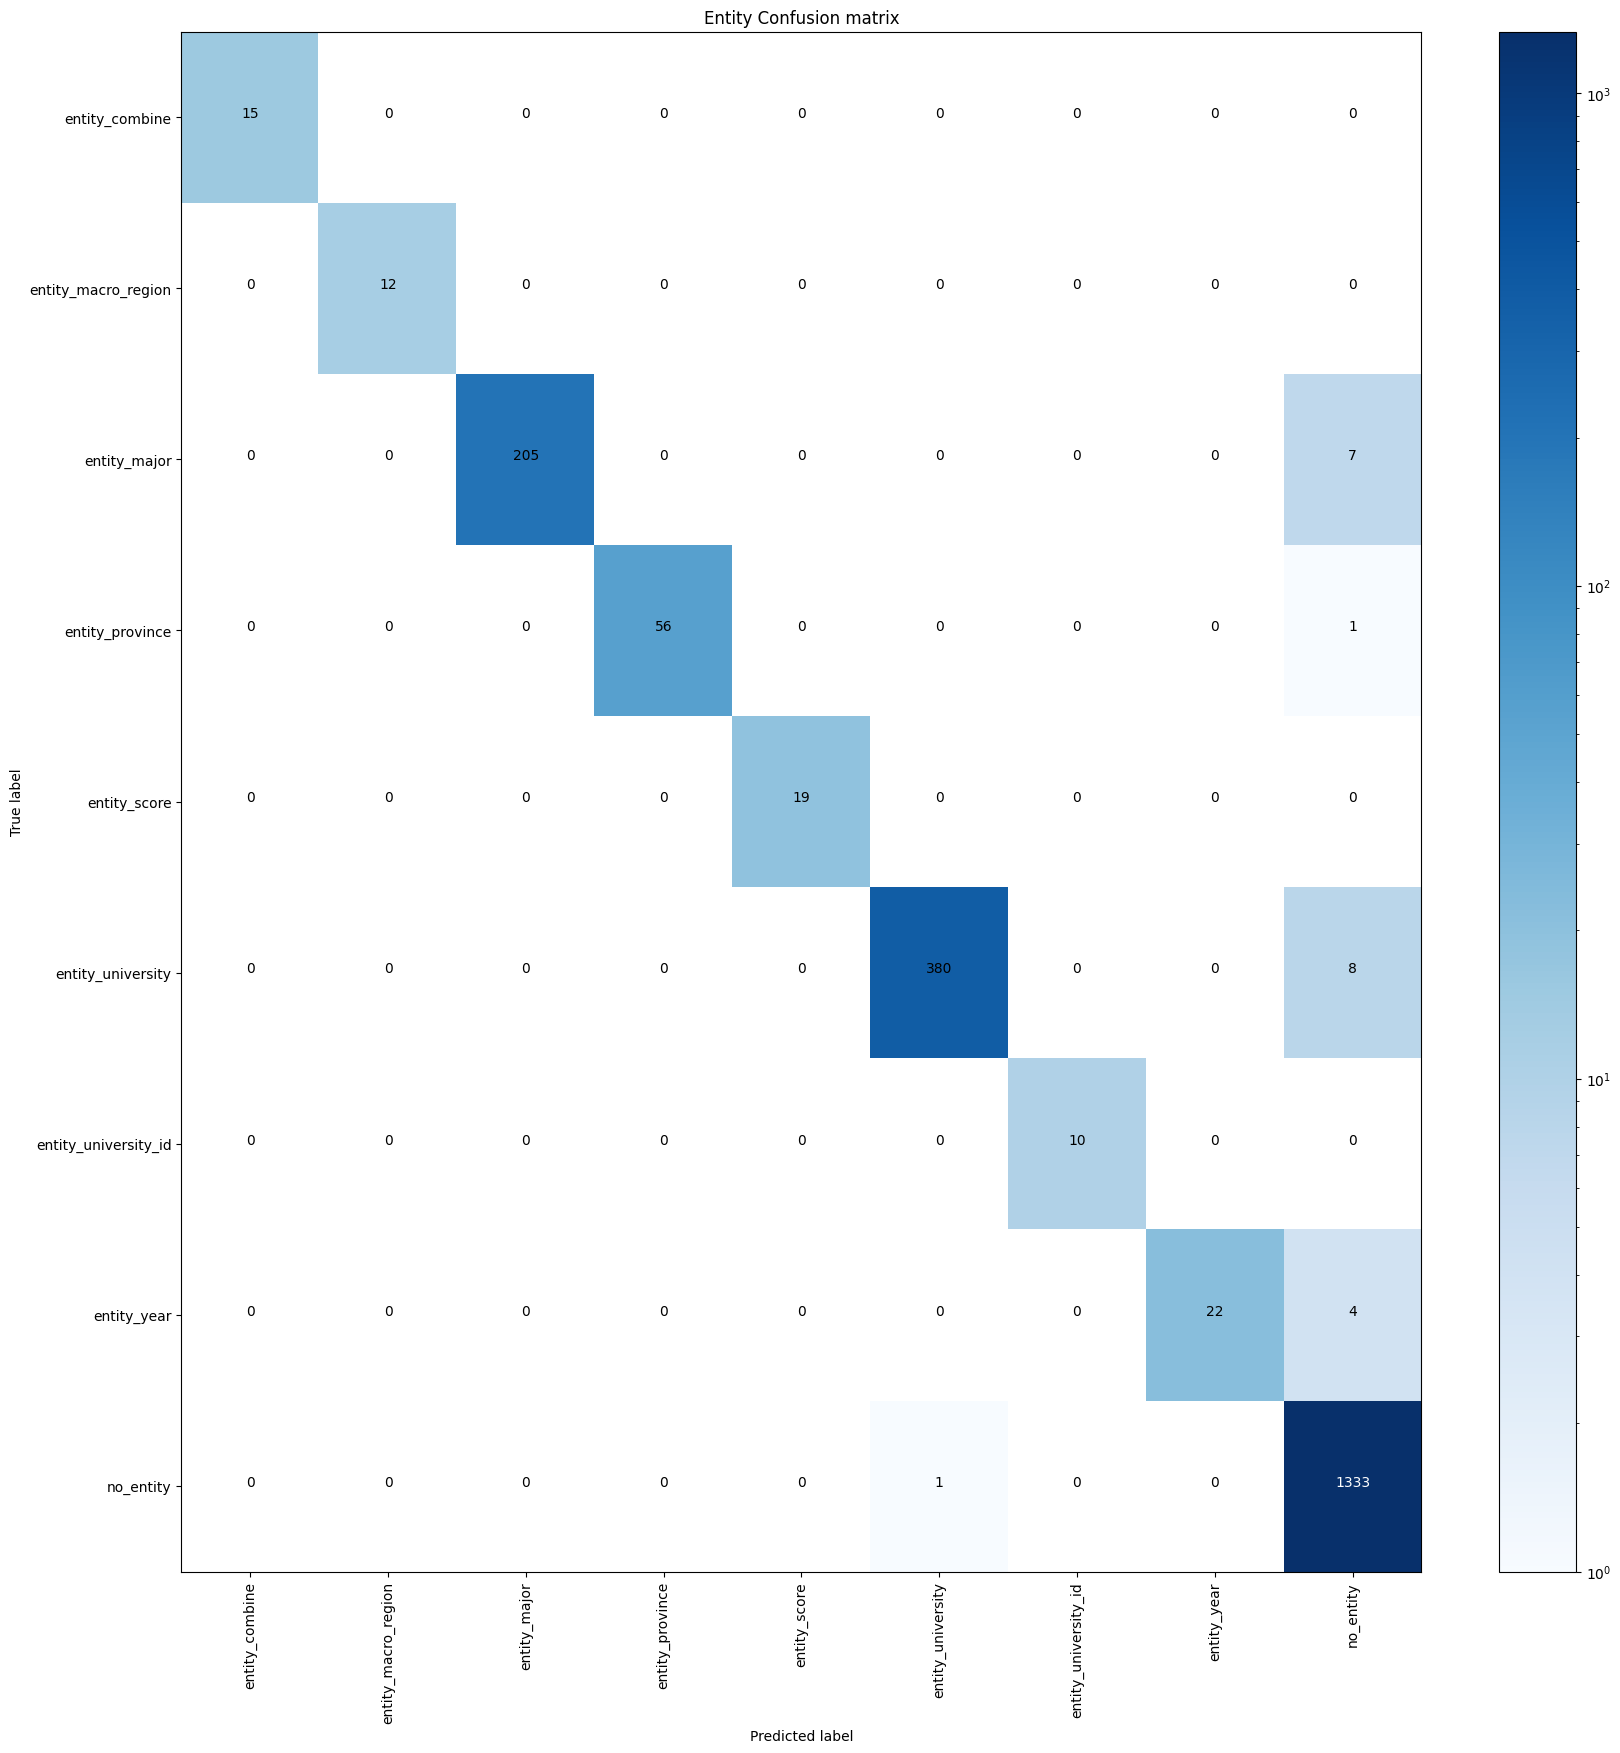 Entity Confusion matrix
entity_combine 15 0 0 0 0 0 0 0 0
entity_macro_region 0 12 0 0 0 0 0 0 0
entity_major 0 0 205 0 0 0 0 0 7
entity_province 0 0 0 56 0 0 0 0 1
entity_score 0 0 0 0 19 0 0 0 0
entity_university 0 0 0 0 0 380 0 0 8
entity_university_id 0 0 0 0 0 0 10 0 0
entity_year 0 0 0 0 0 0 0 22 4
no_entity 0 0 0 0 0 1 0 0 1333
True label
entity_combine
entity_macro_region
entity_major
entity_province
entity_score
entity_university
entity_university_id
entity_year
no_entity
Predicted label
10³
10²
10¹
10⁰